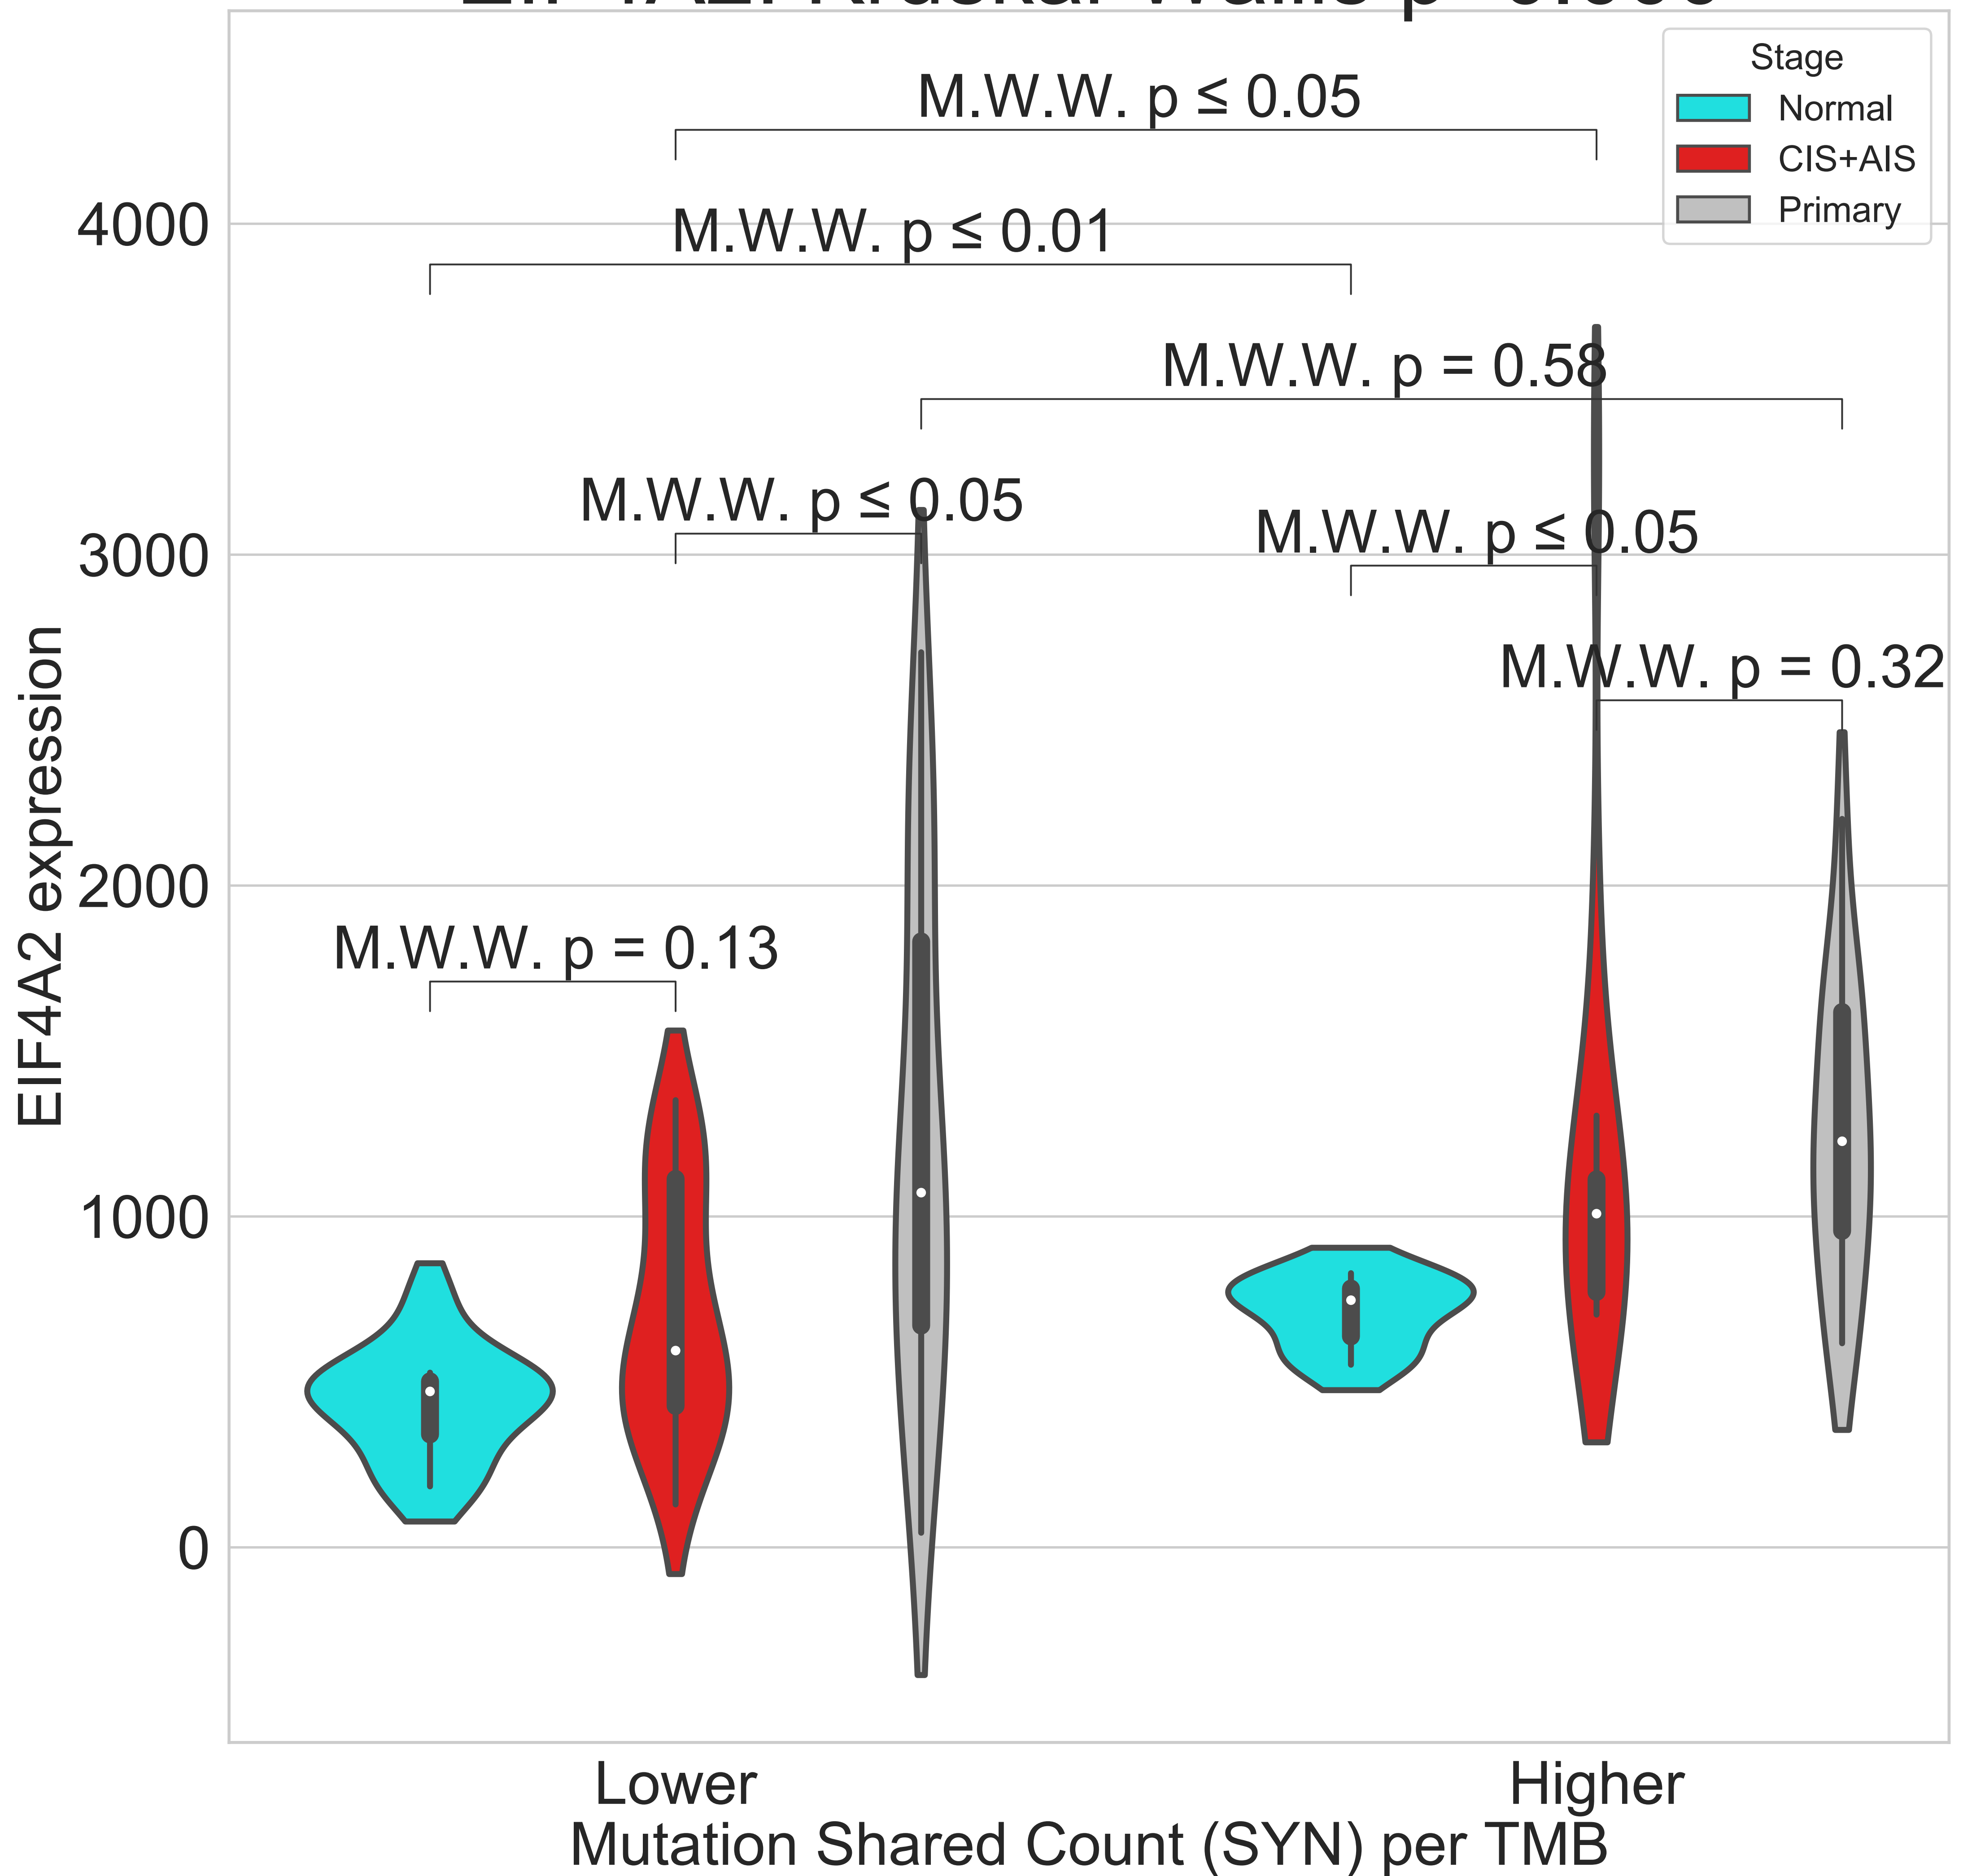 Stage
Normal
CIS+AIS
Primary
M.W.W. p ≤ 0.05
M.W.W. p ≤ 0.01
M.W.W. p = 0.58
M.W.W. p ≤ 0.05
M.W.W. p ≤ 0.05
M.W.W. p = 0.32
M.W.W. p = 0.13
EIF4A2 expression
4000
3000
2000
1000
0
Lower
Higher
Mutation Shared Count (SYN) per TMB